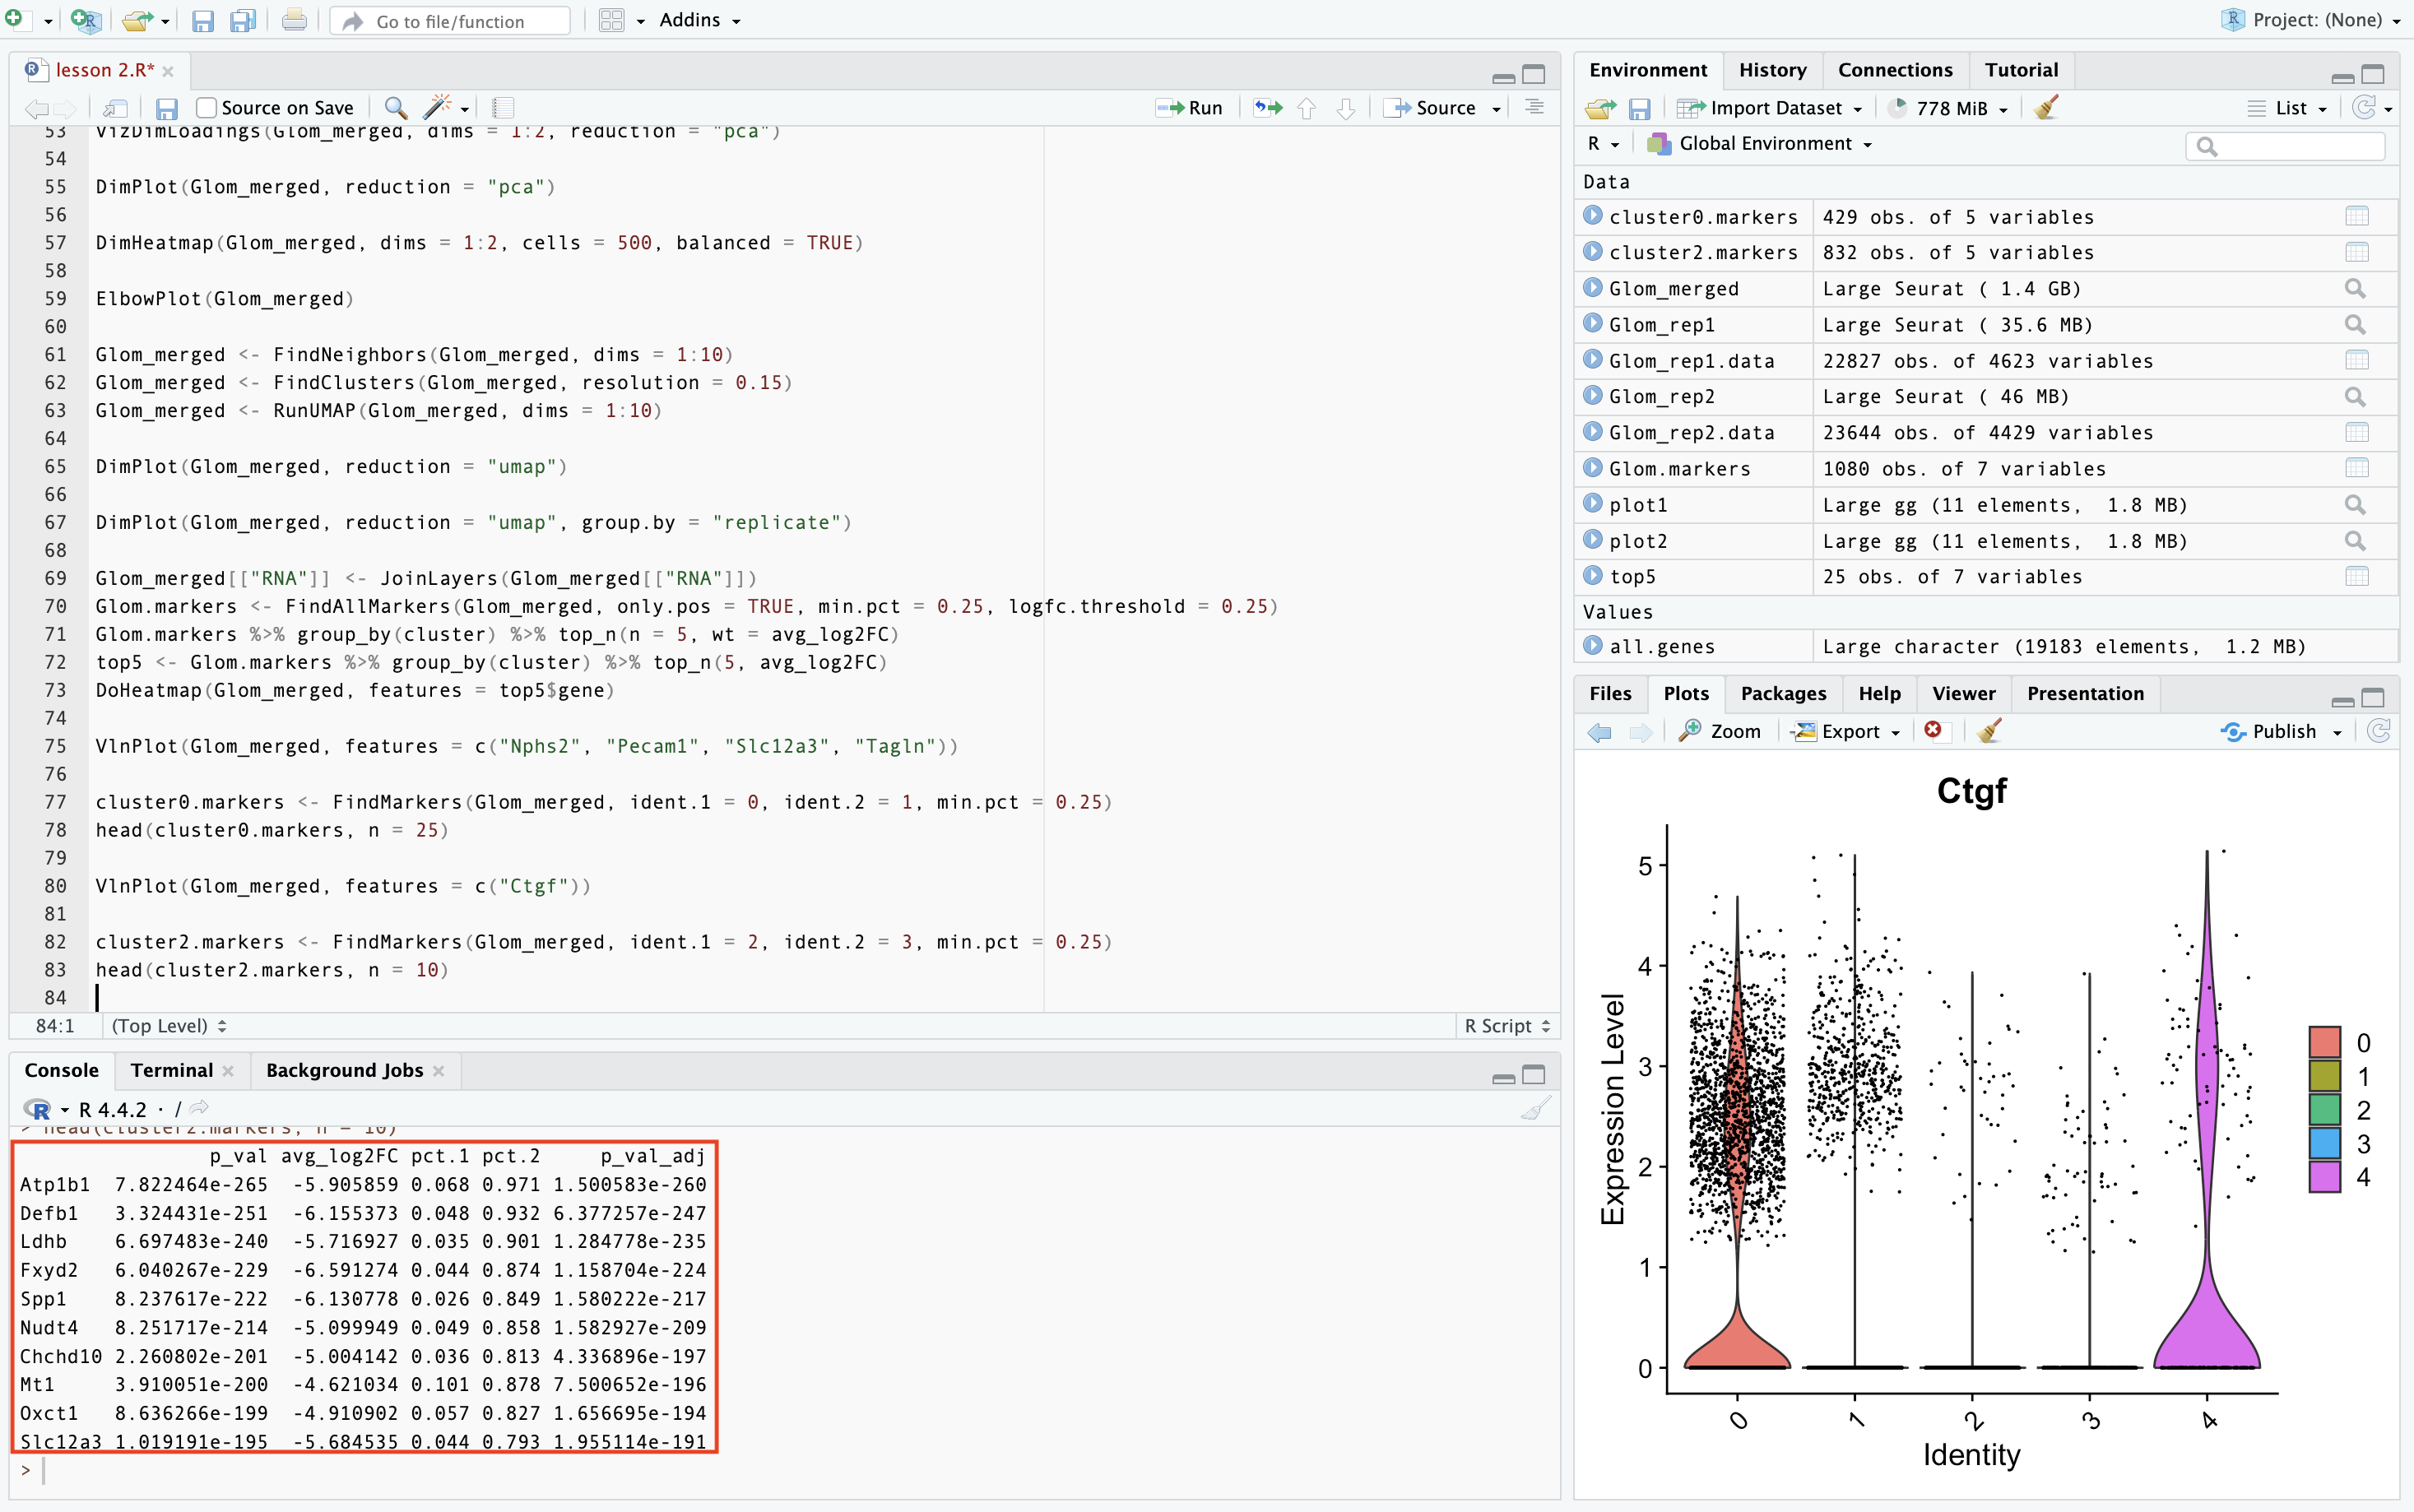 Go to file/function
Addins
Project: (None)
lesson 2.R*
Source on Save
Run
Source
53 VizDimLoadings(Glom_merged, dims = 1:2, reduction = "pca")
54
55 DimPlot(Glom_merged, reduction = "pca")
56
57 DimHeatmap(Glom_merged, dims = 1:2, cells = 500, balanced = TRUE)
58
59 ElbowPlot(Glom_merged)
60
61 Glom_merged <- FindNeighbors(Glom_merged, dims = 1:10)
62 Glom_merged <- FindClusters(Glom_merged, resolution = 0.15)
63 Glom_merged <- RunUMAP(Glom_merged, dims = 1:10)
64
65 DimPlot(Glom_merged, reduction = "umap")
66
67 DimPlot(Glom_merged, reduction = "umap", group.by = "replicate")
68
69 Glom_merged[["RNA"]] <- JoinLayers(Glom_merged[["RNA"]])
70 Glom.markers <- FindAllMarkers(Glom_merged, only.pos = TRUE, min.pct = 0.25, logfc.threshold = 0.25)
71 Glom.markers %>% group_by(cluster) %>% top_n(n = 5, wt = avg_log2FC)
72 top5 <- Glom.markers %>% group_by(cluster) %>% top_n(5, avg_log2FC)
73 DoHeatmap(Glom_merged, features = top5$gene)
74
75 VlnPlot(Glom_merged, features = c("Nphs2", "Pecam1", "Slc12a3", "Tagln"))
76
77 cluster0.markers <- FindMarkers(Glom_merged, ident.1 = 0, ident.2 = 1, min.pct = 0.25)
78 head(cluster0.markers, n = 25)
79
80 VlnPlot(Glom_merged, features = c("Ctgf"))
81
82 cluster2.markers <- FindMarkers(Glom_merged, ident.1 = 2, ident.2 = 3, min.pct = 0.25)
83 head(cluster2.markers, n = 10)
84
84:1 (Top Level) R Script
Console Terminal Background Jobs
R 4.4.2 · /
> head(cluster2.markers, n = 10)
p_val avg_log2FC pct.1 pct.2 p_val_adj
Atp1b1 7.822464e-265 -5.905859 0.068 0.971 1.500583e-260
Defb1 3.324431e-251 -6.155373 0.048 0.932 6.377257e-247
Ldhb 6.697483e-240 -5.716927 0.035 0.901 1.284778e-235
Fxyd2 6.040267e-229 -6.591274 0.044 0.874 1.158704e-224
Spp1 8.237617e-222 -6.130778 0.026 0.849 1.580222e-217
Nudt4 8.251717e-214 -5.099949 0.049 0.858 1.582927e-209
Chchd10 2.260802e-201 -5.004142 0.036 0.813 4.336896e-197
Mt1 3.910051e-200 -4.621034 0.101 0.878 7.500652e-196
Oxct1 8.636266e-199 -4.910902 0.057 0.827 1.656695e-194
Slc12a3 1.019191e-195 -5.684535 0.044 0.793 1.955114e-191
>
Environment History Connections Tutorial
Import Dataset 778 MiB List
R Global Environment
Data
cluster0.markers 429 obs. of 5 variables
cluster2.markers 832 obs. of 5 variables
Glom_merged Large Seurat ( 1.4 GB)
Glom_rep1 Large Seurat ( 35.6 MB)
Glom_rep1.data 22827 obs. of 4623 variables
Glom_rep2 Large Seurat ( 46 MB)
Glom_rep2.data 23644 obs. of 4429 variables
Glom.markers 1080 obs. of 7 variables
plot1 Large gg (11 elements, 1.8 MB)
plot2 Large gg (11 elements, 1.8 MB)
top5 25 obs. of 7 variables
Values
all.genes Large character (19183 elements, 1.2 MB)
Files Plots Packages Help Viewer Presentation
Zoom Export Publish
Ctgf
5
4
3
2
1
0
Expression Level
0 1 2 3 4
Identity
0
1
2
3
4